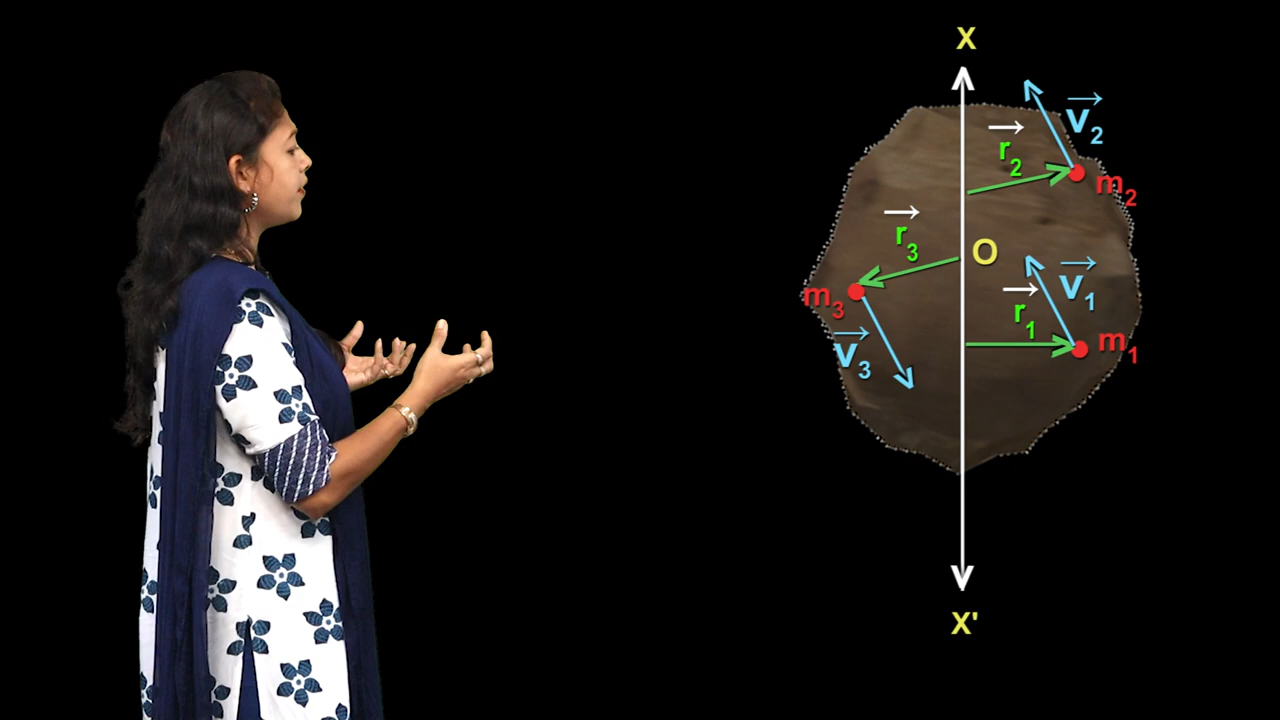 X
v₂
r₂
m₂
r₃
O
v₁
m₃
r₁
m₁
v₃
X'